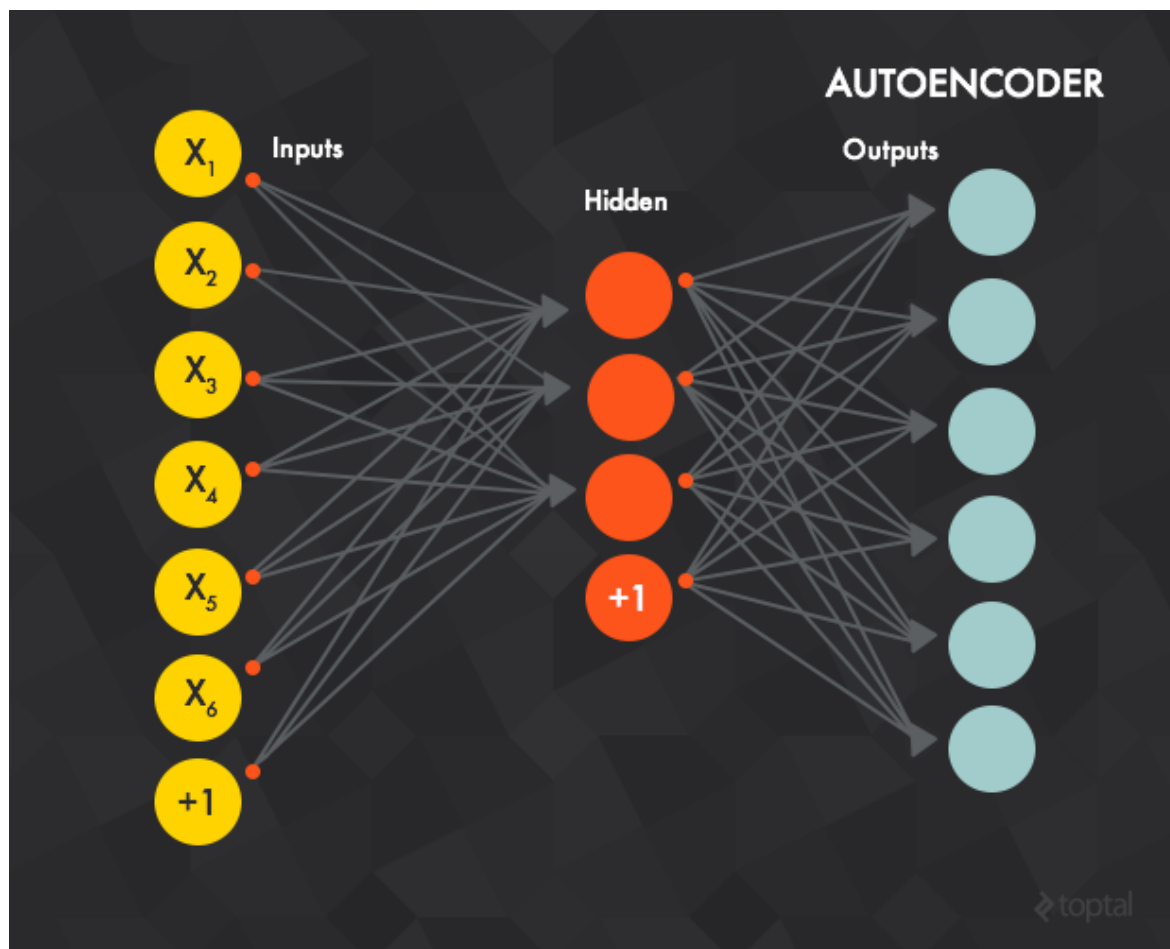 AUTOENCODER
Inputs
Outputs
Hidden
X₁
X₂
X₃
X₄
X₅
X₆
+1
+1
toptal